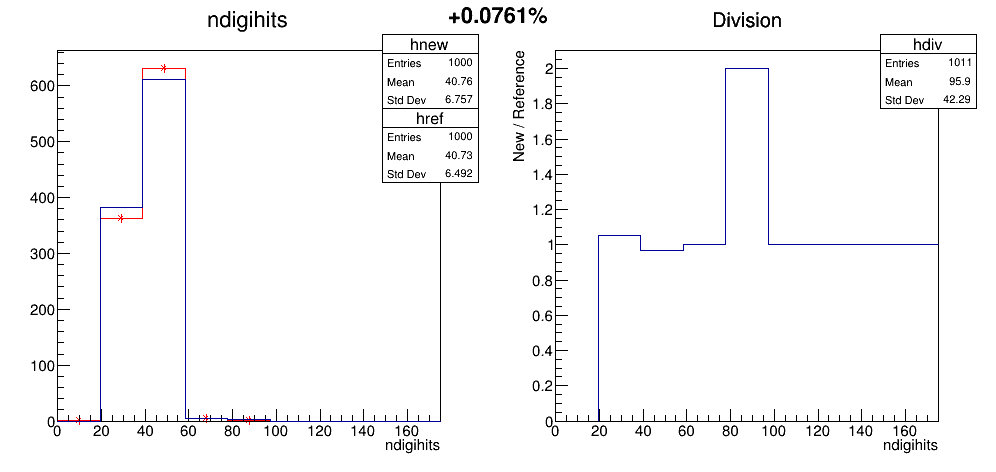 ndigihits
+0.0761%
Division
hnew
Entries 1000
Mean 40.76
Std Dev 6.757
href
Entries 1000
Mean 40.73
Std Dev 6.492
600
500
400
300
200
100
0
0 20 40 60 80 100 120 140 160
ndigihits
hdiv
Entries 1011
Mean 95.9
Std Dev 42.29
New / Reference
2
1.8
1.6
1.4
1.2
1
0.8
0.6
0.4
0.2
0
0 20 40 60 80 100 120 140 160
ndigihits